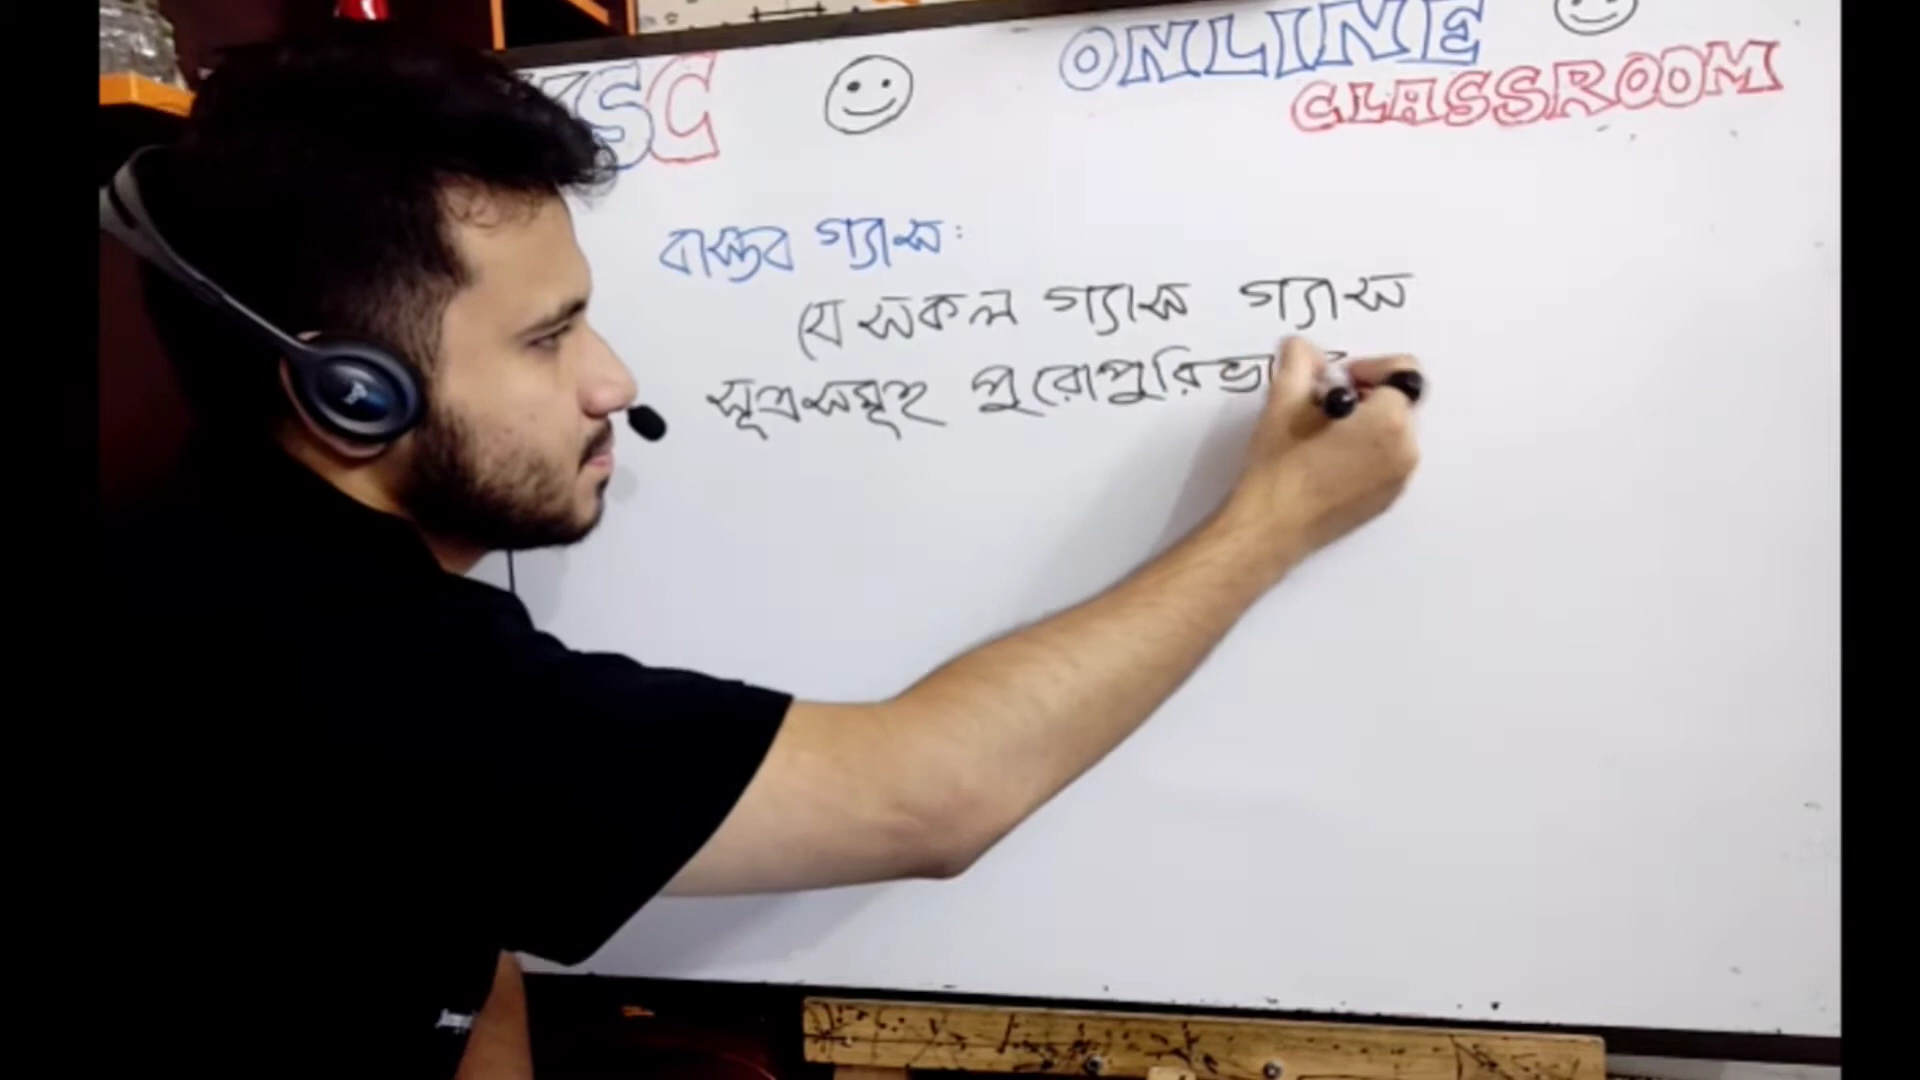 SC
ONLINE
CLASSROOM
বাস্তব গ্যাস:
যে সকল গ্যাস গ্যাস
সূত্রসমূহ পুরোপুরিভা